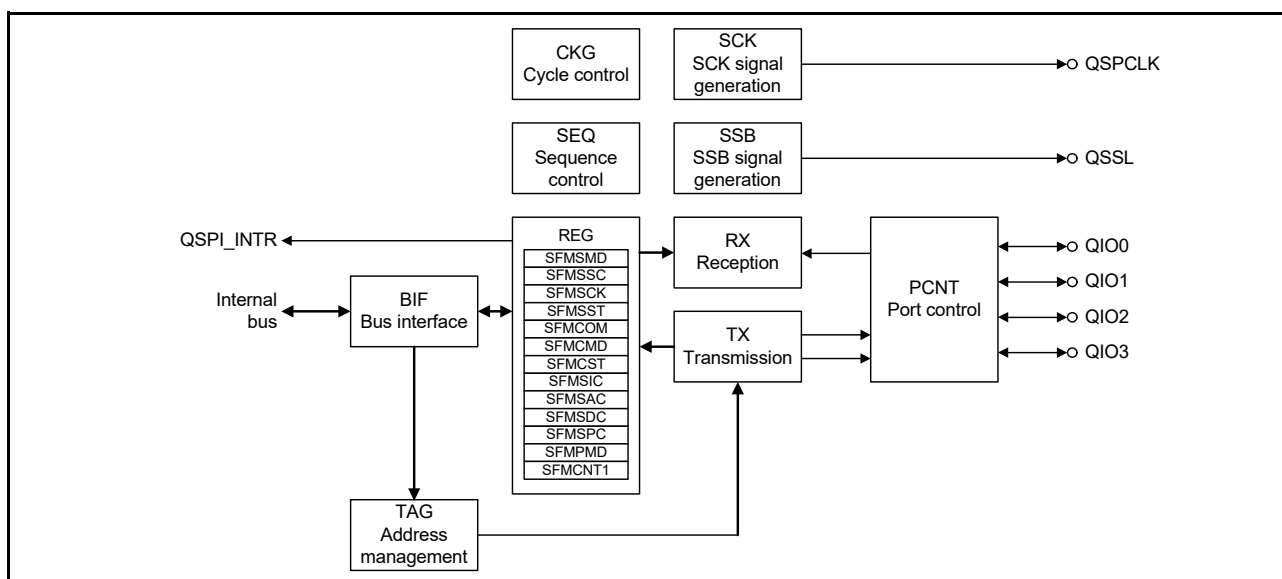 CKG
Cycle control
SCK
SCK signal
generation
QSPCLK
SEQ
Sequence
control
SSB
SSB signal
generation
QSSL
QSPI_INTR
REG
SFMSMD
SFMSSC
SFMSCK
SFMSST
SFMCOM
SFMCMD
SFMCST
SFMSIC
SFMSAC
SFMSDC
SFMSPC
SFMPMD
SFMCNT1
RX
Reception
PCNT
Port control
QIO0
QIO1
QIO2
QIO3
Internal
bus
BIF
Bus interface
TX
Transmission
TAG
Address
management